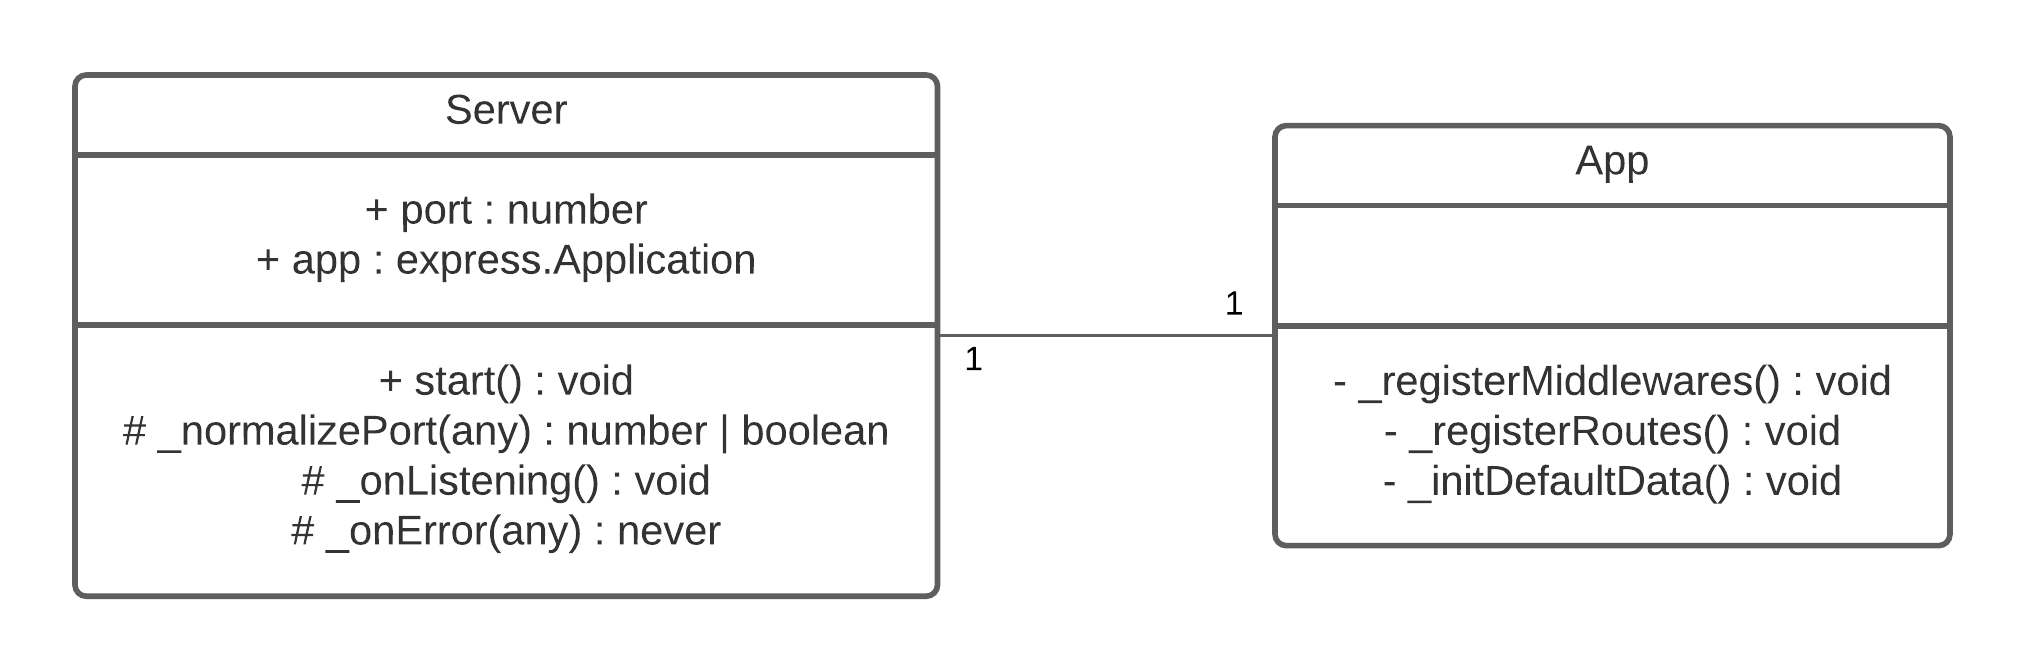 Server
+ port : number
+ app : express.Application
+ start() : void
# _normalizePort(any) : number | boolean
# _onListening() : void
# _onError(any) : never
1
1
App
- _registerMiddlewares() : void
- _registerRoutes() : void
- _initDefaultData() : void